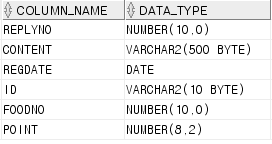 COLUMN_NAME DATA_TYPE
REPLYNO NUMBER(10,0)
CONTENT VARCHAR2(500 BYTE)
REGDATE DATE
ID VARCHAR2(10 BYTE)
FOODNO NUMBER(10,0)
POINT NUMBER(8,2)